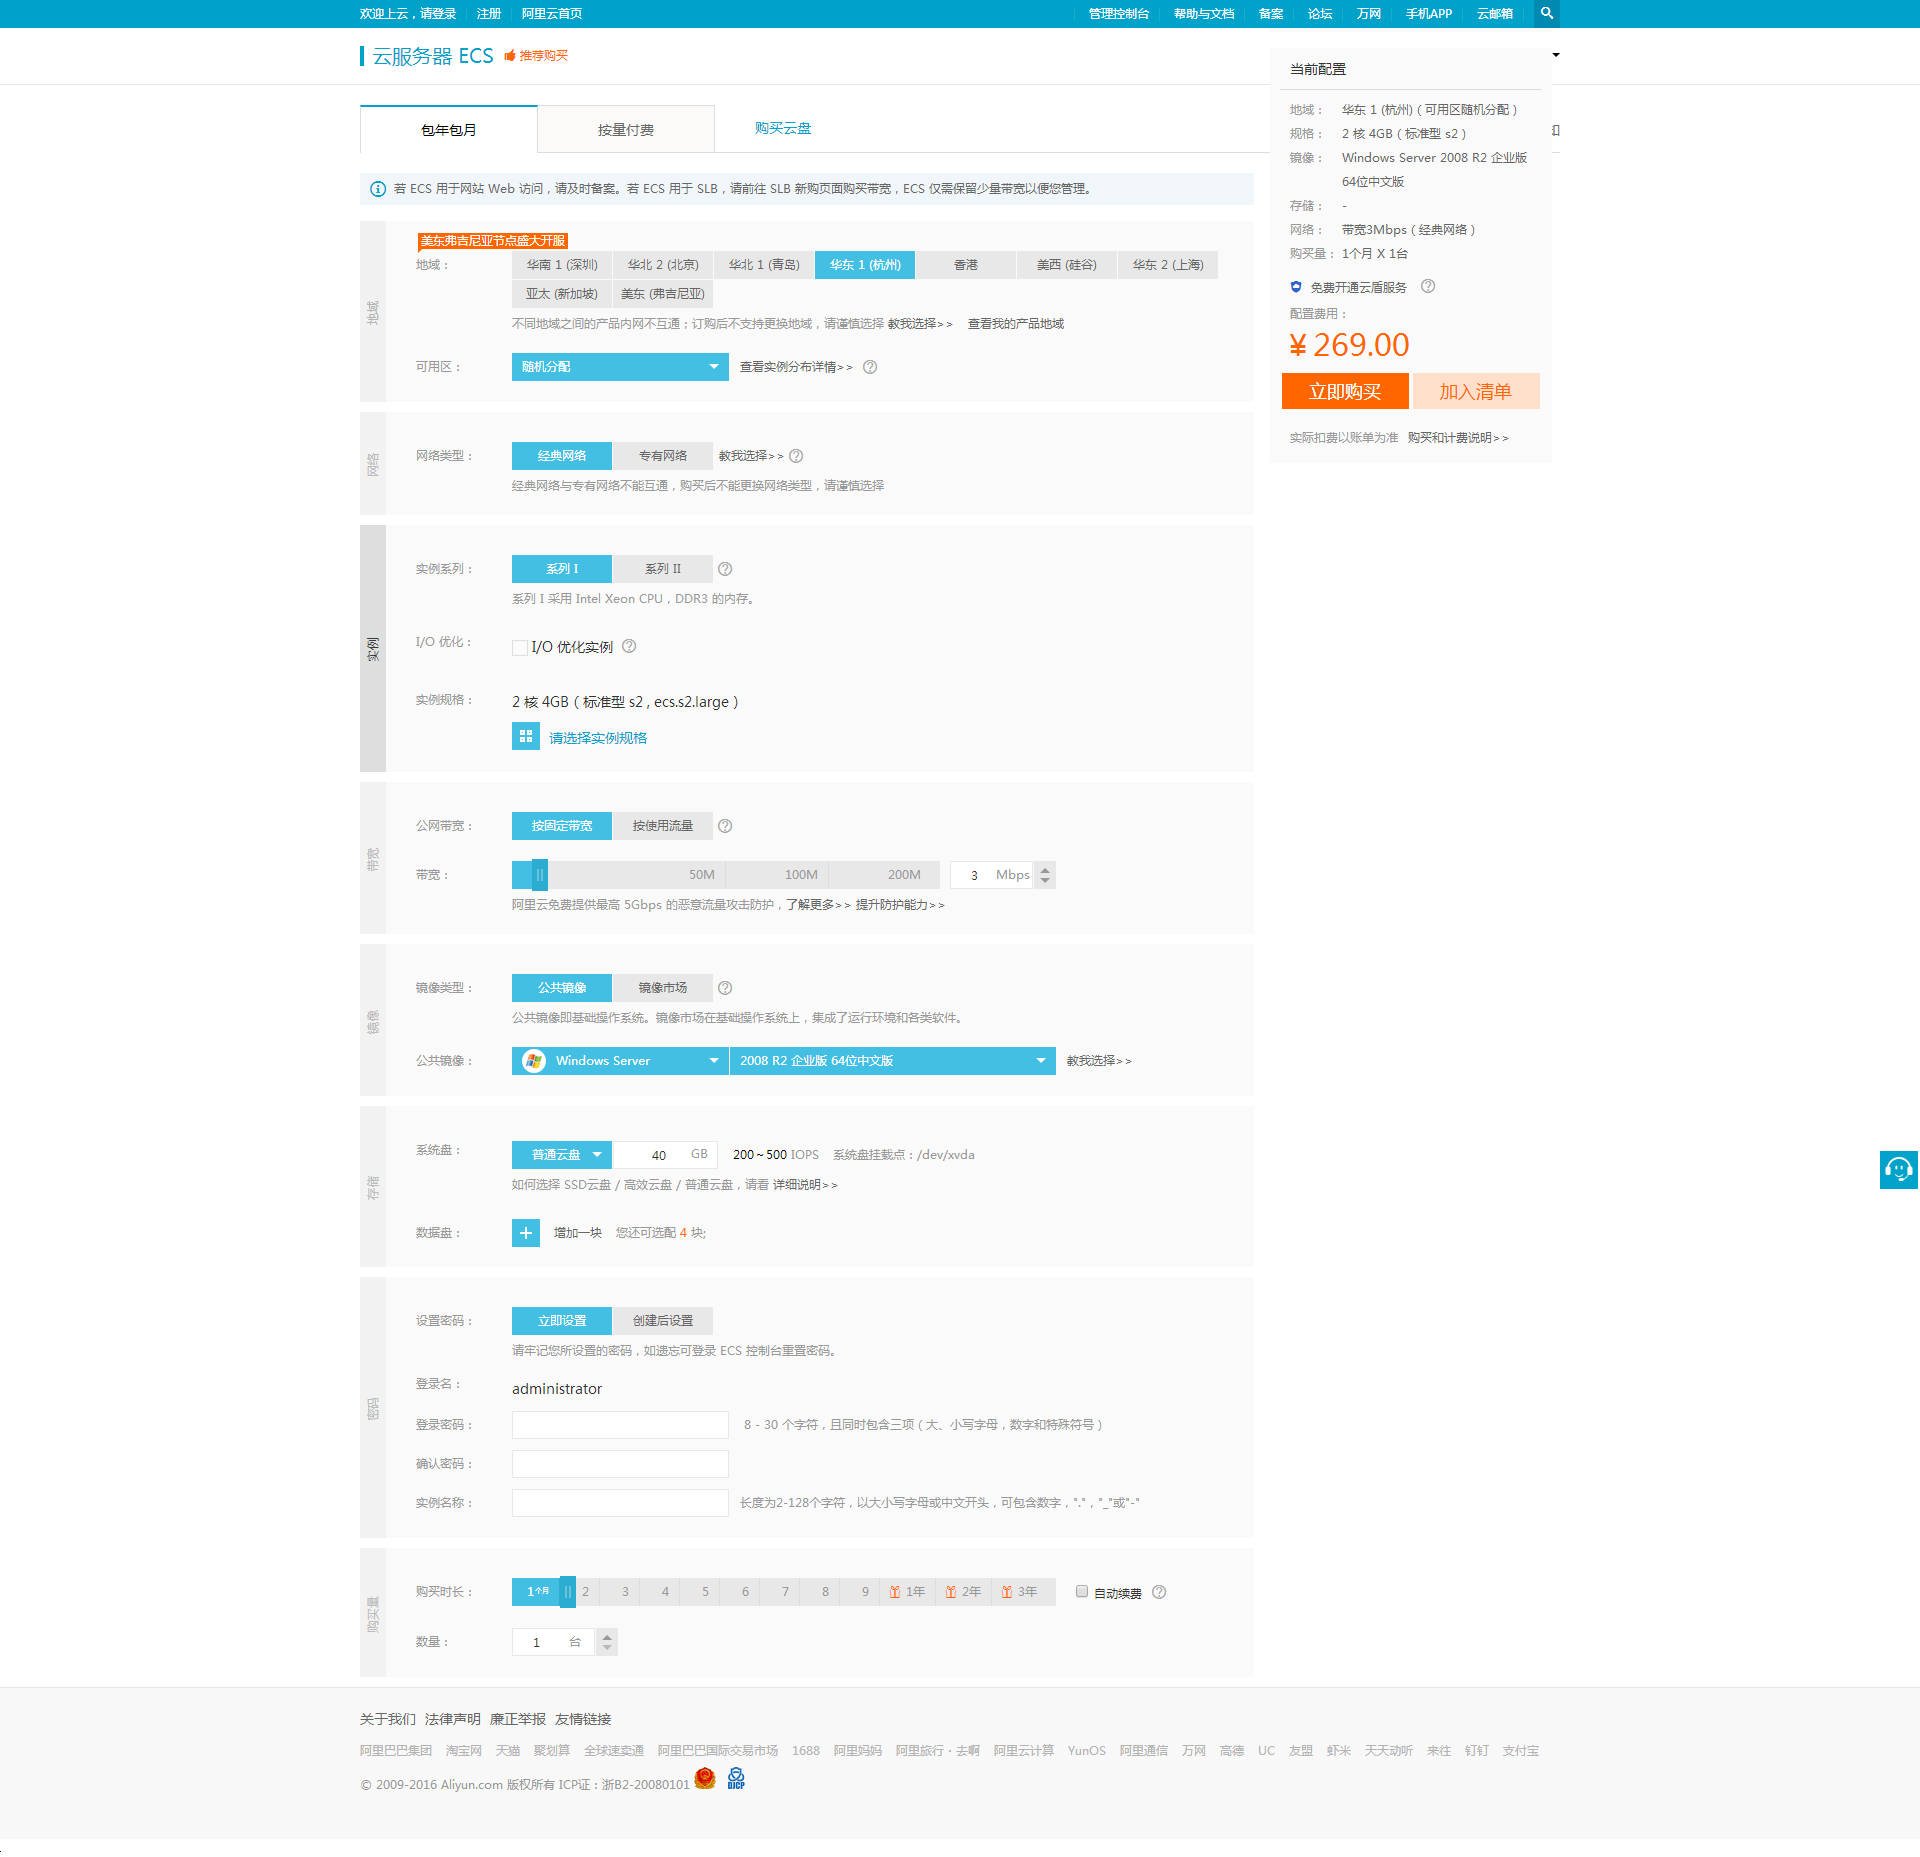 欢迎上云，请登录 注册 阿里云首页 管理控制台 帮助与文档 备案 论坛 万网 手机APP 云邮箱
云服务器 ECS 推荐购买
包年包月 按量付费 购买云盘
若 ECS 用于网站 Web 访问，请及时备案。若 ECS 用于 SLB，请前往 SLB 新购页面购买带宽，ECS 仅需保留少量带宽以便您管理。
地域
美东弗吉尼亚节点盛大开服
地域： 华南 1 (深圳) 华北 2 (北京) 华北 1 (青岛) 华东 1 (杭州) 香港 美西 (硅谷) 华东 2 (上海)
亚太 (新加坡) 美东 (弗吉尼亚)
不同地域之间的产品内网不互通；订购后不支持更换地域，请谨慎选择 教我选择>> 查看我的产品地域
可用区： 随机分配 查看实例分布详情>>
网络
网络类型： 经典网络 专有网络 教我选择>>
经典网络与专有网络不能互通，购买后不能更换网络类型，请谨慎选择
实例
实例系列： 系列 I 系列 II
系列 I 采用 Intel Xeon CPU，DDR3 的内存。
I/O 优化： I/O 优化实例
实例规格： 2 核 4GB（标准型 s2 , ecs.s2.large）
请选择实例规格
带宽
公网带宽： 按固定带宽 按使用流量
带宽： 50M 100M 200M 3 Mbps
阿里云免费提供最高 5Gbps 的恶意流量攻击防护，了解更多>> 提升防护能力>>
镜像
镜像类型： 公共镜像 镜像市场
公共镜像即基础操作系统。镜像市场在基础操作系统上，集成了运行环境和各类软件。
公共镜像： Windows Server 2008 R2 企业版 64位中文版 教我选择>>
存储
系统盘： 普通云盘 40 GB 200～500 IOPS 系统盘挂载点：/dev/xvda
如何选择 SSD云盘 / 高效云盘 / 普通云盘，请看 详细说明>>
数据盘： 增加一块 您还可选配 4 块;
密码
设置密码： 立即设置 创建后设置
请牢记您所设置的密码，如遗忘可登录 ECS 控制台重置密码。
登录名： administrator
登录密码： 8 - 30 个字符，且同时包含三项（大、小写字母，数字和特殊符号）
确认密码：
实例名称： 长度为2-128个字符，以大小写字母或中文开头，可包含数字，"."，"_"或"-"
购买量
购买时长： 1个月 2 3 4 5 6 7 8 9 1年 2年 3年 自动续费
数量： 1 台
当前配置
地域： 华东 1 (杭州)（可用区随机分配）
规格： 2 核 4GB（标准型 s2）
镜像： Windows Server 2008 R2 企业版
64位中文版
存储： -
网络： 带宽3Mbps（经典网络）
购买量： 1个月 X 1台
免费开通云盾服务
配置费用：
¥ 269.00
立即购买 加入清单
实际扣费以账单为准 购买和计费说明>>
关于我们 法律声明 廉正举报 友情链接
阿里巴巴集团 淘宝网 天猫 聚划算 全球速卖通 阿里巴巴国际交易市场 1688 阿里妈妈 阿里旅行・去啊 阿里云计算 YunOS 阿里通信 万网 高德 UC 友盟 虾米 天天动听 来往 钉钉 支付宝
© 2009-2016 Aliyun.com 版权所有 ICP证：浙B2-20080101